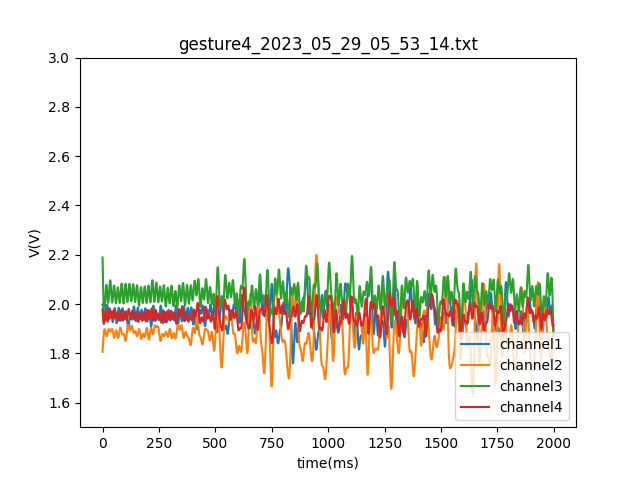 gesture4_2023_05_29_05_53_14.txt
3.0
2.8
2.6
2.4
2.2
2.0
1.8
1.6
V(V)
0 250 500 750 1000 1250 1500 1750 2000
time(ms)
channel1
channel2
channel3
channel4